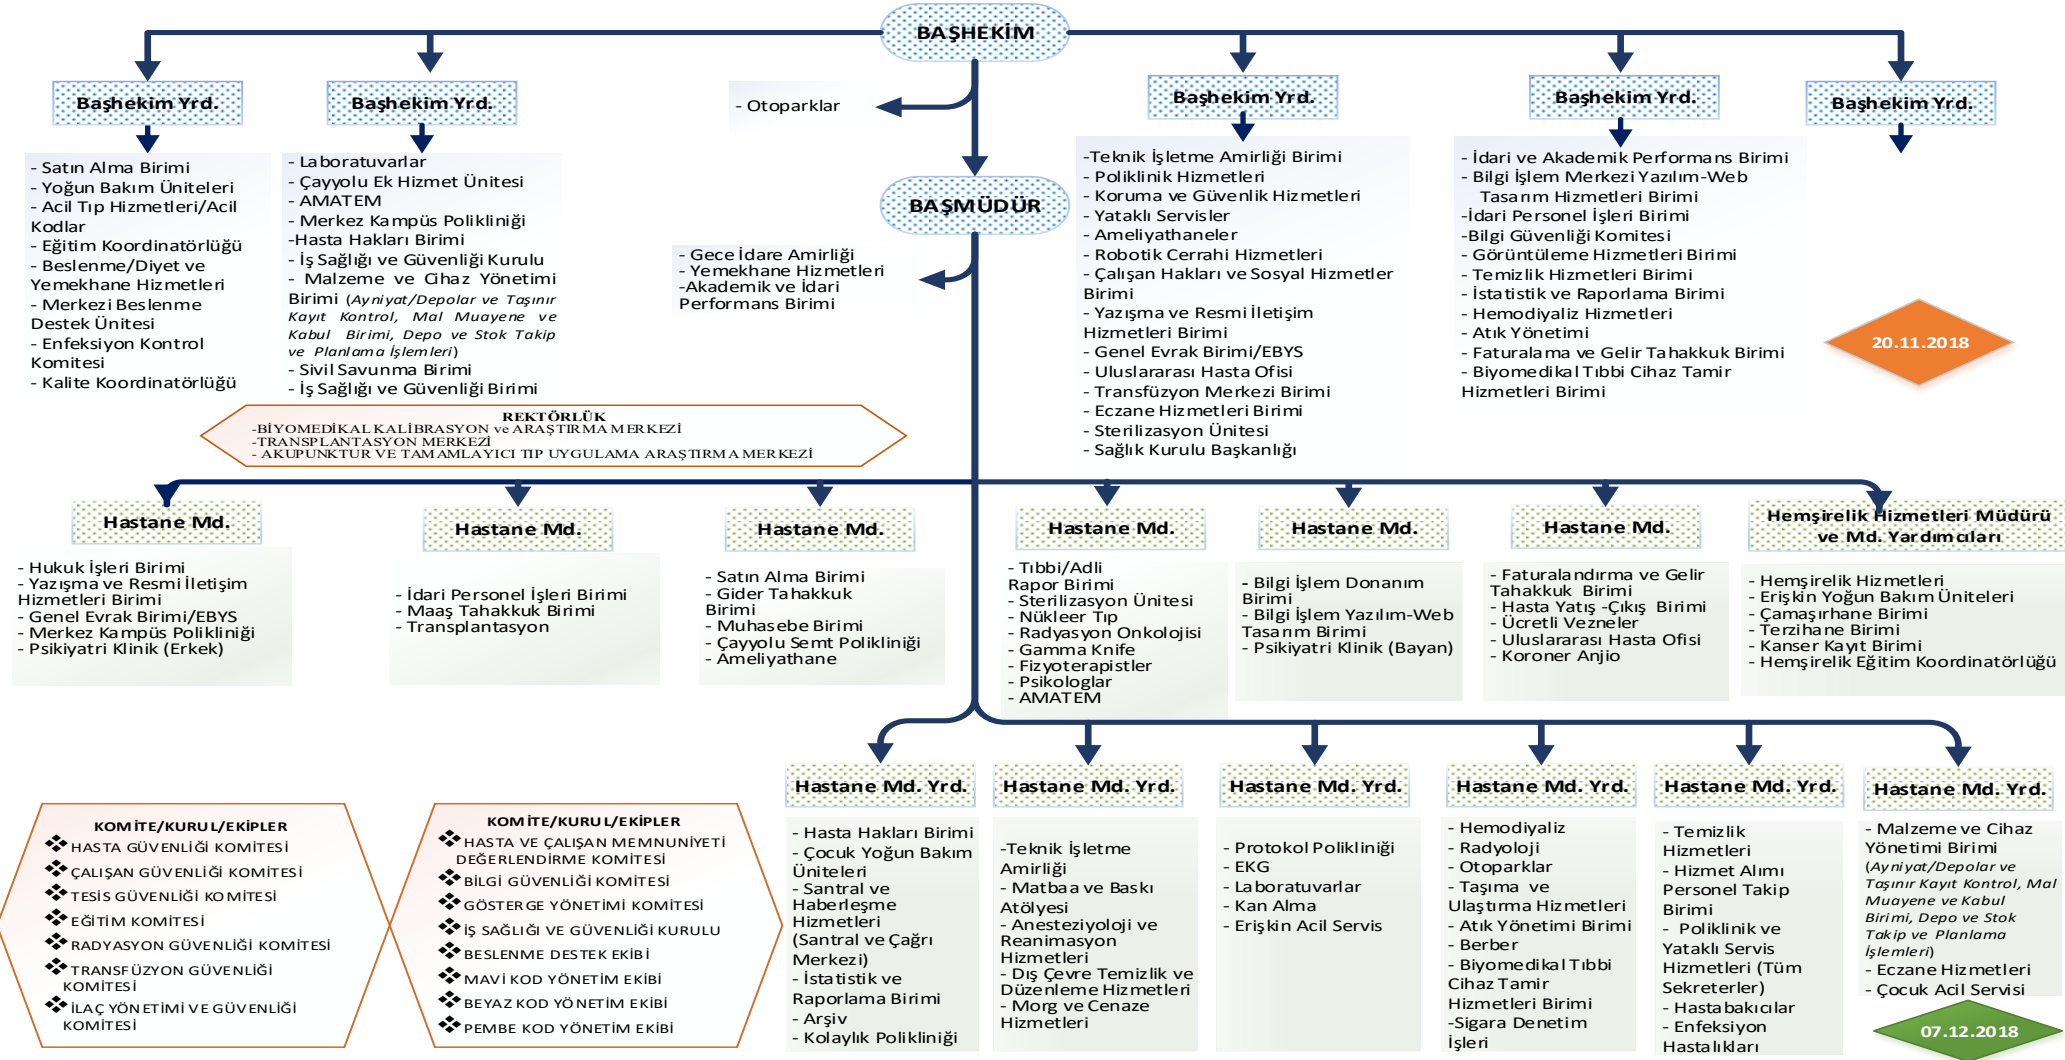 BAŞHEKİM
Başhekim Yrd.
- Satın Alma Birimi
- Yoğun Bakım Üniteleri
- Acil Tıp Hizmetleri/Acil
Kodlar
- Eğitim Koordinatörlüğü
- Beslenme/Diyet ve
Yemekhane Hizmetleri
- Merkezi Beslenme
Destek Ünitesi
- Enfeksiyon Kontrol
Komitesi
- Kalite Koordinatörlüğü
Başhekim Yrd.
- Laboratuvarlar
- Çayyolu Ek Hizmet Ünitesi
- AMATEM
- Merkez Kampüs Polikliniği
-Hasta Hakları Birimi
- İş Sağlığı ve Güvenliği Kurulu
- Malzeme ve Cihaz Yönetimi
Birimi (Ayniyat/Depolar ve Taşınır
Kayıt Kontrol, Mal Muayene ve
Kabul Birimi, Depo ve Stok Takip
ve Planlama İşlemleri)
- Sivil Savunma Birimi
- İş Sağlığı ve Güvenliği Birimi
- Otoparklar
BAŞMÜDÜR
- Gece İdare Amirliği
- Yemekhane Hizmetleri
-Akademik ve İdari
Performans Birimi
Başhekim Yrd.
-Teknik İşletme Amirliği Birimi
- Poliklinik Hizmetleri
- Koruma ve Güvenlik Hizmetleri
- Yataklı Servisler
- Ameliyathaneler
- Robotik Cerrahi Hizmetleri
- Çalışan Hakları ve Sosyal Hizmetler
Birimi
- Yazışma ve Resmi İletişim
Hizmetleri Birimi
- Genel Evrak Birimi/EBYS
- Uluslararası Hasta Ofisi
- Transfüzyon Merkezi Birimi
- Eczane Hizmetleri Birimi
- Sterilizasyon Ünitesi
- Sağlık Kurulu Başkanlığı
Başhekim Yrd.
- İdari ve Akademik Performans Birimi
- Bilgi İşlem Merkezi Yazılım-Web
Tasarım Hizmetleri Birimi
-İdari Personel İşleri Birimi
-Bilgi Güvenliği Komitesi
- Görüntüleme Hizmetleri Birimi
- Temizlik Hizmetleri Birimi
- İstatistik ve Raporlama Birimi
- Hemodiyaliz Hizmetleri
- Atık Yönetimi
- Faturalama ve Gelir Tahakkuk Birimi
- Biyomedikal Tıbbi Cihaz Tamir
Hizmetleri Birimi
Başhekim Yrd.
20.11.2018
REKTÖRLÜK
-BİYOMEDİKAL KALİBRASYON ve ARAŞTIRMA MERKEZİ
-TRANSPLANTASYON MERKEZİ
- AKUPUNKTUR VE TAMAMLAYICI TIP UYGULAMA ARAŞTIRMA MERKEZİ
Hastane Md.
- Hukuk İşleri Birimi
- Yazışma ve Resmi İletişim
Hizmetleri Birimi
- Genel Evrak Birimi/EBYS
- Merkez Kampüs Polikliniği
- Psikiyatri Klinik (Erkek)
Hastane Md.
- İdari Personel İşleri Birimi
- Maaş Tahakkuk Birimi
- Transplantasyon
Hastane Md.
- Satın Alma Birimi
- Gider Tahakkuk
Birimi
- Muhasebe Birimi
- Çayyolu Semt Polikliniği
- Ameliyathane
Hastane Md.
- Tıbbi/Adli
Rapor Birimi
- Sterilizasyon Ünitesi
- Nükleer Tıp
- Radyasyon Onkolojisi
- Gamma Knife
- Fizyoterapistler
- Psikologlar
- AMATEM
Hastane Md.
- Bilgi İşlem Donanım
Birimi
- Bilgi İşlem Yazılım-Web
Tasarım Birimi
- Psikiyatri Klinik (Bayan)
Hastane Md.
- Faturalandırma ve Gelir
Tahakkuk Birimi
- Hasta Yatış -Çıkış Birimi
- Ücretli Vezneler
- Uluslararası Hasta Ofisi
- Koroner Anjio
Hemşirelik Hizmetleri Müdürü
ve Md. Yardımcıları
- Hemşirelik Hizmetleri
- Erişkin Yoğun Bakım Üniteleri
- Çamaşırhane Birimi
- Terzihane Birimi
- Kanser Kayıt Birimi
- Hemşirelik Eğitim Koordinatörlüğü
KOMİTE/KURUL/EKİPLER
❖ HASTA GÜVENLİĞİ KOMİTESİ
❖ ÇALIŞAN GÜVENLİĞİ KOMİTESİ
❖ TESİS GÜVENLİĞİ KOMİTESİ
❖ EĞİTİM KOMİTESİ
❖ RADYASYON GÜVENLİĞİ KOMİTESİ
❖ TRANSFÜZYON GÜVENLİĞİ
KOMİTESİ
❖ İLAÇ YÖNETİMİ VE GÜVENLİĞİ
KOMİTESİ
KOMİTE/KURUL/EKİPLER
❖ HASTA VE ÇALIŞAN MEMNUNİYETİ
DEĞERLENDİRME KOMİTESİ
❖ BİLGİ GÜVENLİĞİ KOMİTESİ
❖ GÖSTERGE YÖNETİMİ KOMİTESİ
❖ İŞ SAĞLIĞI VE GÜVENLİĞİ KURULU
❖ BESLENME DESTEK EKİBİ
❖ MAVİ KOD YÖNETİM EKİBİ
❖ BEYAZ KOD YÖNETİM EKİBİ
❖ PEMBE KOD YÖNETİM EKİBİ
Hastane Md. Yrd.
- Hasta Hakları Birimi
- Çocuk Yoğun Bakım
Üniteleri
- Santral ve
Haberleşme
Hizmetleri
(Santral ve Çağrı
Merkezi)
- İstatistik ve
Raporlama Birimi
- Arşiv
- Kolaylık Polikliniği
Hastane Md. Yrd.
-Teknik İşletme
Amirliği
- Matbaa ve Baskı
Atölyesi
- Anesteziyoloji ve
Reanimasyon
Hizmetleri
- Dış Çevre Temizlik ve
Düzenleme Hizmetleri
- Morg ve Cenaze
Hizmetleri
Hastane Md. Yrd.
- Protokol Polikliniği
- EKG
- Laboratuvarlar
- Kan Alma
- Erişkin Acil Servis
Hastane Md. Yrd.
- Hemodiyaliz
- Radyoloji
- Otoparklar
- Taşıma ve
Ulaştırma Hizmetleri
- Atık Yönetimi Birimi
- Berber
- Biyomedikal Tıbbi
Cihaz Tamir
Hizmetleri Birimi
-Sigara Denetim
İşleri
Hastane Md. Yrd.
- Temizlik
Hizmetleri
- Hizmet Alımı
Personel Takip
Birimi
- Poliklinik ve
Yataklı Servis
Hizmetleri (Tüm
Sekreterler)
- Hastabakıcılar
- Enfeksiyon
Hastalıkları
Hastane Md. Yrd.
- Malzeme ve Cihaz
Yönetimi Birimi
(Ayniyat/Depolar ve
Taşınır Kayıt Kontrol, Mal
Muayene ve Kabul
Birimi, Depo ve Stok
Takip ve Planlama
İşlemleri)
- Eczane Hizmetleri
- Çocuk Acil Servisi
07.12.2018